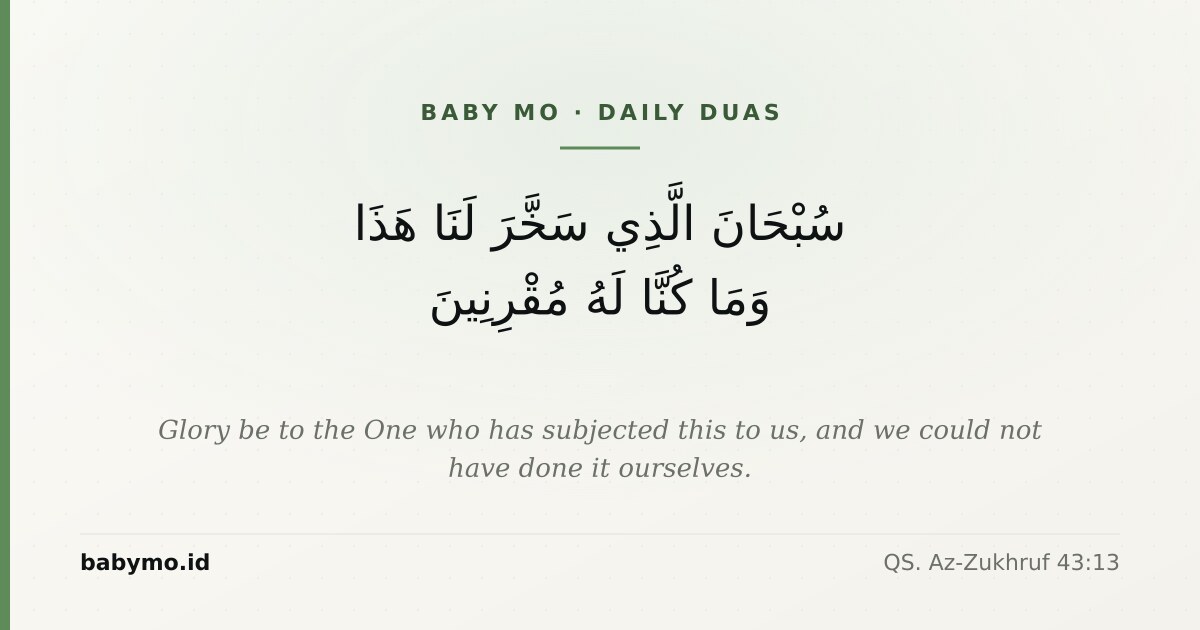 BABY MO · DAILY DUAS
سُبْحَانَ الَّذِي سَخَّرَ لَنَا هَذَا
وَمَا كُنَّا لَهُ مُقْرِنِينَ
Glory be to the One who has subjected this to us, and we could not
have done it ourselves.
babymo.id
QS. Az-Zukhruf 43:13